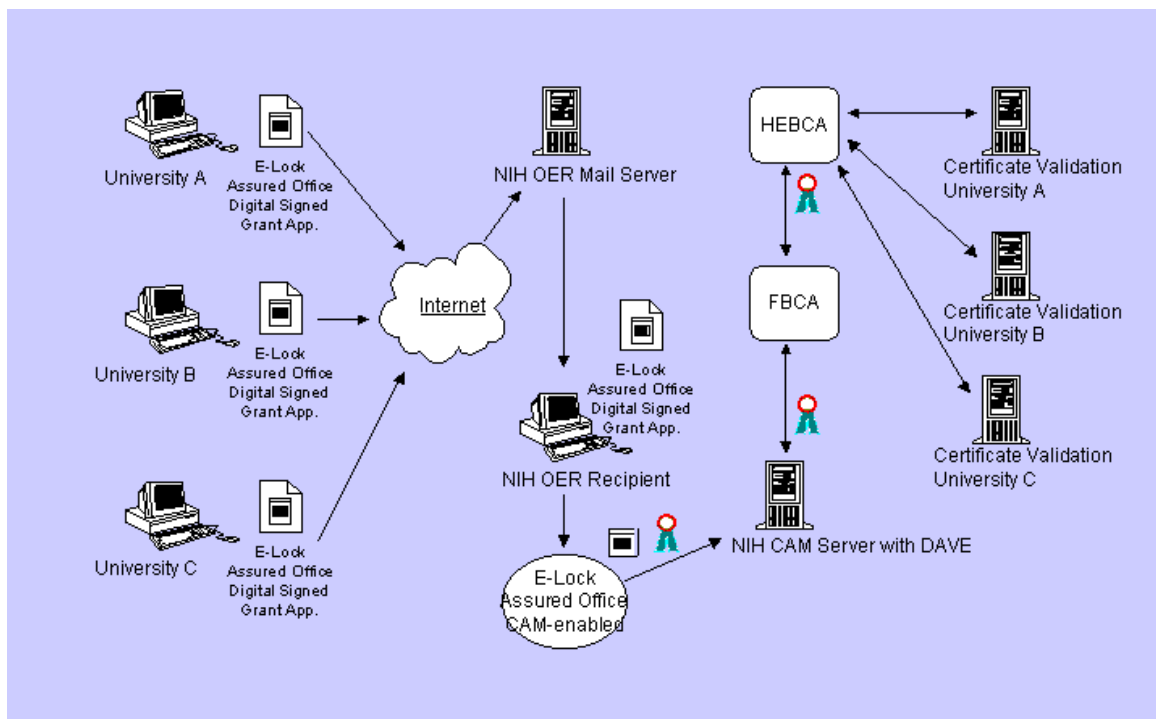 University A
E-Lock
Assured Office
Digital Signed
Grant App.
University B
E-Lock
Assured Office
Digital Signed
Grant App.
University C
E-Lock
Assured Office
Digital Signed
Grant App.
Internet
NIH OER Mail Server
E-Lock
Assured Office
Digital Signed
Grant App.
NIH OER Recipient
E-Lock
Assured Office
CAM-enabled
NIH CAM Server with DAVE
FBCA
HEBCA
Certificate Validation
University A
Certificate Validation
University B
Certificate Validation
University C